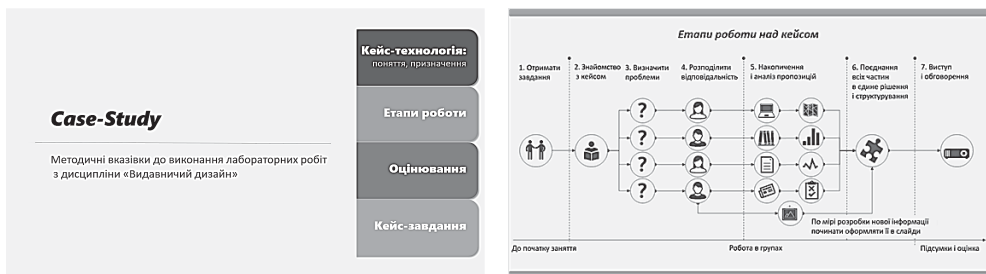 Case-Study
Методичні вказівки до виконання лабораторних робіт
з дисципліни «Видавничий дизайн»
Кейс-технологія:
поняття, призначення
Етапи роботи
Оцінювання
Кейс-завдання
Етапи роботи над кейсом
1. Отримати
завдання
2. Знайомство
з кейсом
3. Визначити
проблеми
4. Розподілити
відповідальність
5. Накопичення
і аналіз пропозицій
6. Поєднання
всіх частин
в єдине рішення
і структурування
7. Виступ
і обговорення
?
?
?
?
По мірі розробки нової інформації
починати оформляти її в слайди
До початку заняття
Робота в групах
Підсумки і оцінка